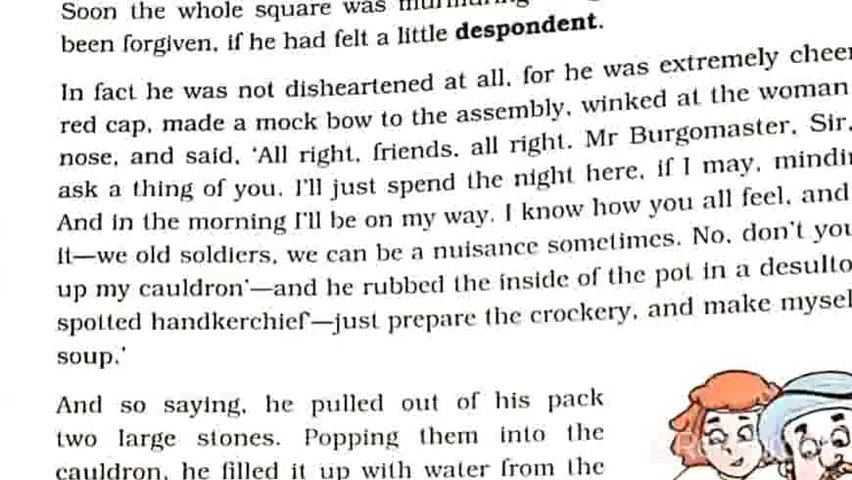 Soon the whole square was
been forgiven, if he had felt a little despondent.
In fact he was not disheartened at all, for he was extremely
red cap, made a mock bow to the assembly, winked at the woman
nose, and said, ‘All right, friends. all right. Mr Burgomaster, Sir,
ask a thing of you. I’ll just spend the night here, if I may,
And in the morning I’ll be on my way. I know how you all feel, and
it—we old soldiers, we can be a nuisance sometimes. No, don’t you
up my cauldron’—and he rubbed the inside of the pot in a
spotted handkerchief—just prepare the crockery, and make
soup.’
And so saying, he pulled out of his pack
two large stones. Popping them into the
cauldron, he filled it up with water from the